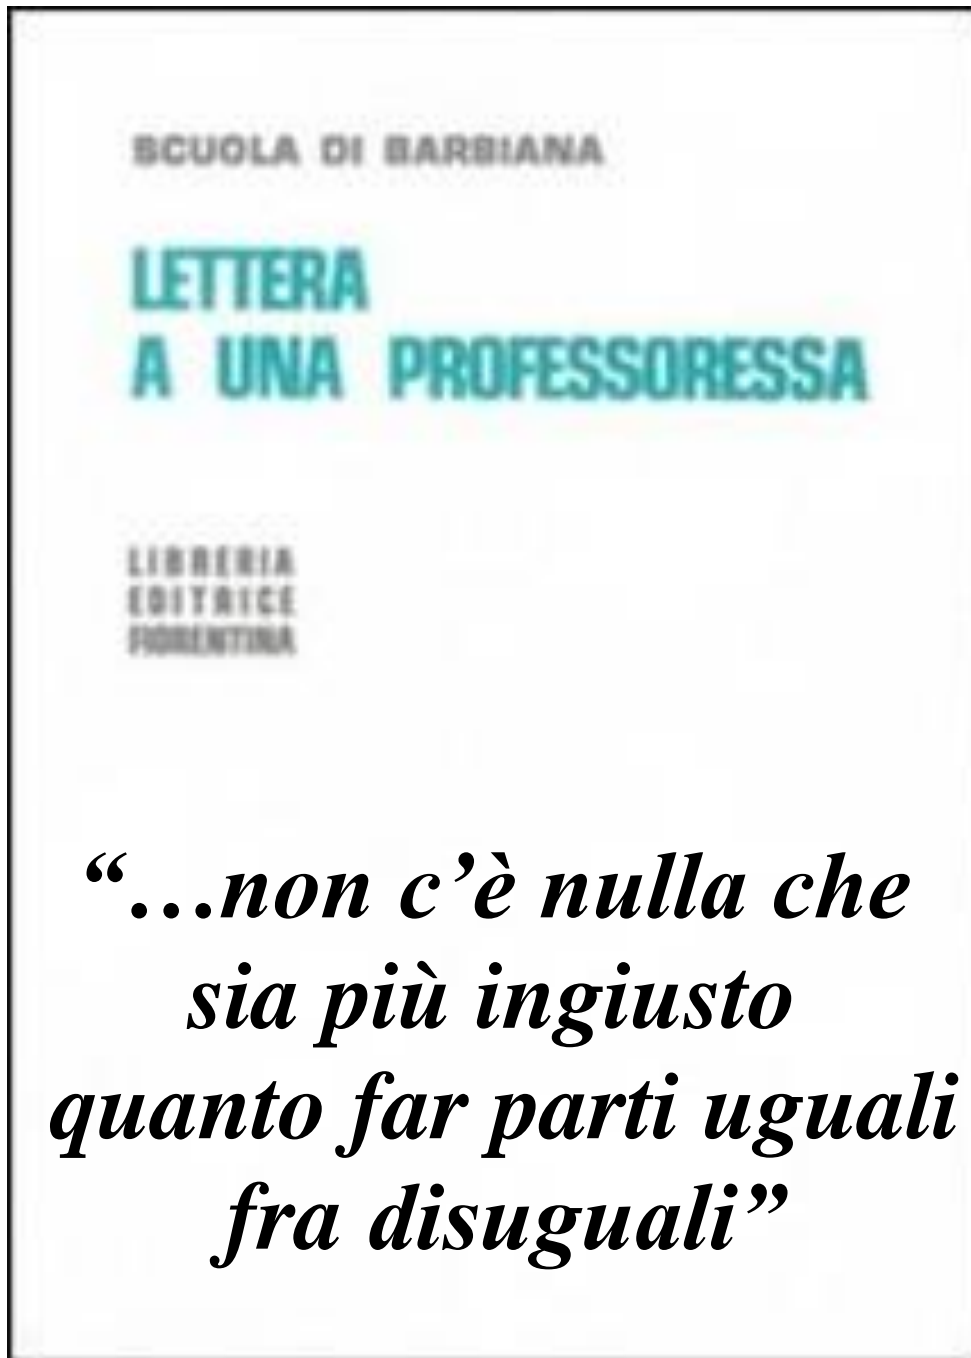 SCUOLA DI BARBIANA
LETTERA
A UNA PROFESSORESSA
LIBRERIA
EDITRICE
FIORENTINA
“…non c’è nulla che
sia più ingiusto
quanto far parti uguali
fra disuguali”